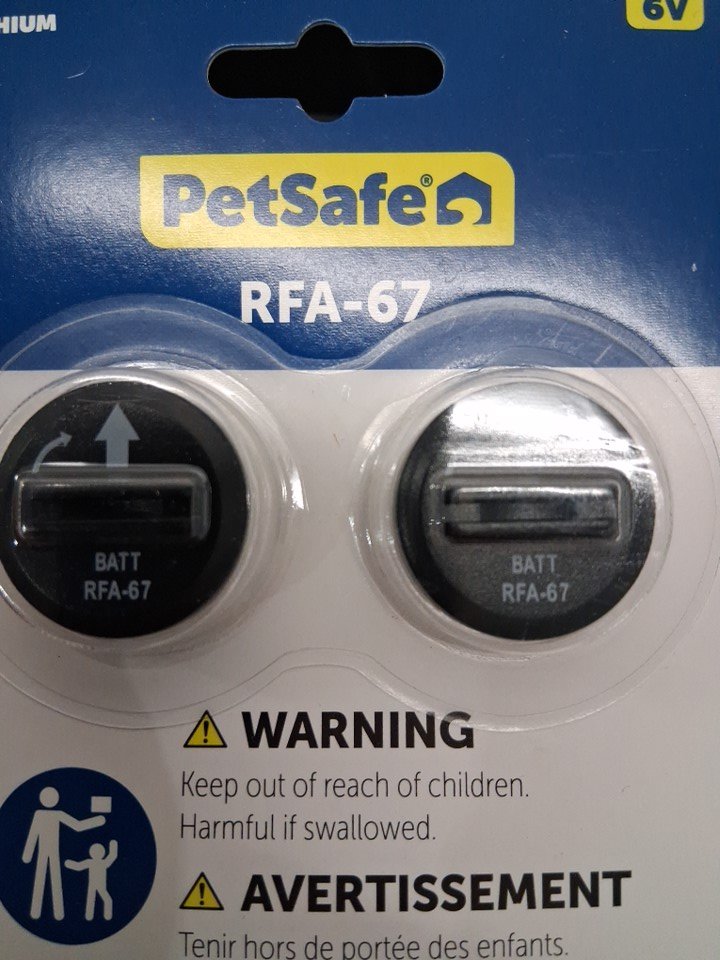 HIUM
6V
PetSafe®
RFA-67
BATT
RFA-67
BATT
RFA-67
WARNING
Keep out of reach of children.
Harmful if swallowed.
AVERTISSEMENT
Tenir hors de portée des enfants.